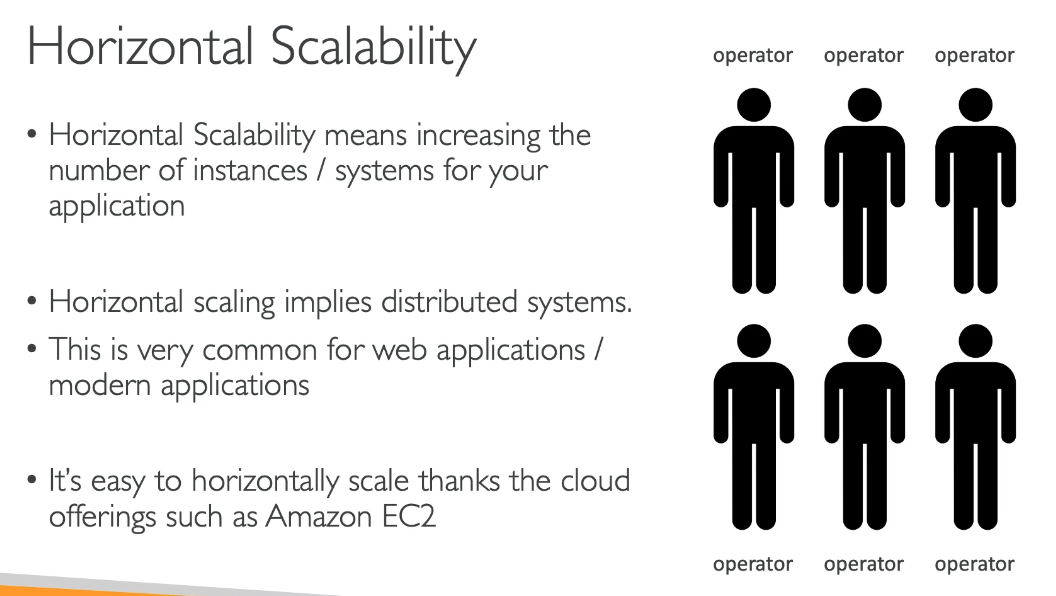 Horizontal Scalability
• Horizontal Scalability means increasing the
number of instances / systems for your
application
• Horizontal scaling implies distributed systems.
• This is very common for web applications /
modern applications
• It's easy to horizontally scale thanks the cloud
offerings such as Amazon EC2
operator operator operator
operator operator operator